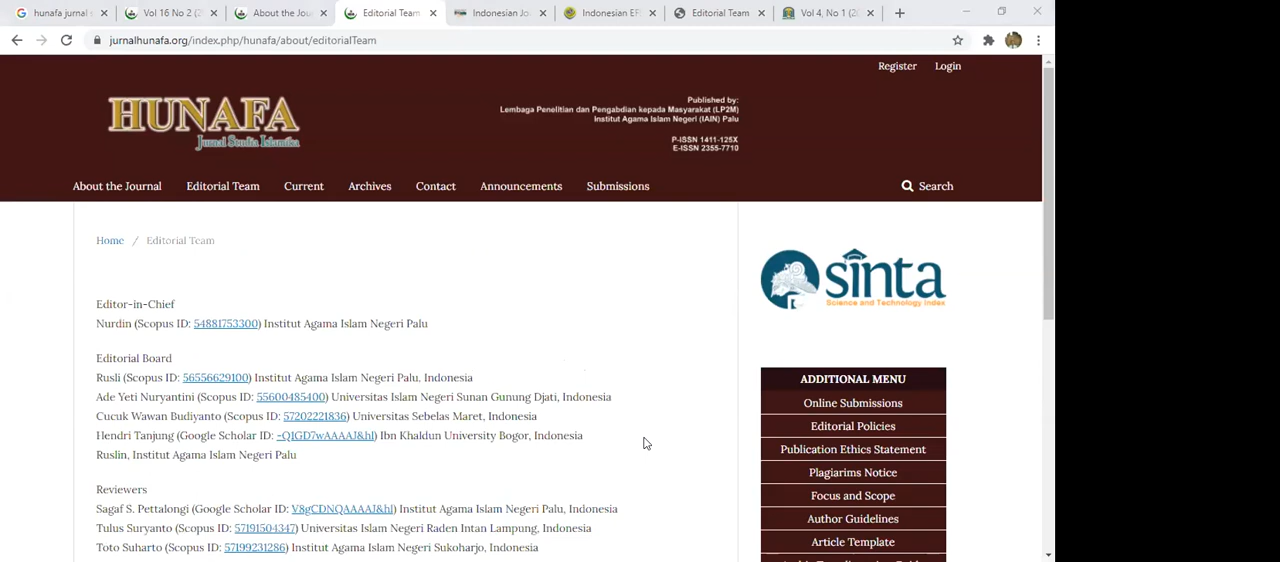 hunafa jurnal s
Vol 16 No 2 (2
About the Jou
Editorial Team
Indonesian Jo
Indonesian EF
Editorial Team
Vol 4, No 1 (20
jurnalhunafa.org/index.php/hunafa/about/editorialTeam
Register Login
HUNAFA
Jurnal Studia Islamika
Published by:
Lembaga Penelitian dan Pengabdian kepada Masyarakat (LP2M)
Institut Agama Islam Negeri (IAIN) Palu
P-ISSN 1411-125X
E-ISSN 2355-7710
About the Journal Editorial Team Current Archives Contact Announcements Submissions Search
Home / Editorial Team
Editor-in-Chief
Nurdin (Scopus ID: 54881753300) Institut Agama Islam Negeri Palu
Editorial Board
Rusli (Scopus ID: 56556629100) Institut Agama Islam Negeri Palu, Indonesia
Ade Yeti Nuryantini (Scopus ID: 55600485400) Universitas Islam Negeri Sunan Gunung Djati, Indonesia
Cucuk Wawan Budiyanto (Scopus ID: 57202221836) Universitas Sebelas Maret, Indonesia
Hendri Tanjung (Google Scholar ID: -QIGD7wAAAAJ&hl) Ibn Khaldun University Bogor, Indonesia
Ruslin, Institut Agama Islam Negeri Palu
Reviewers
Sagaf S. Pettalongi (Google Scholar ID: V8gCDNQAAAAJ&hl) Institut Agama Islam Negeri Palu, Indonesia
Tulus Suryanto (Scopus ID: 57191504347) Universitas Islam Negeri Raden Intan Lampung, Indonesia
Toto Suharto (Scopus ID: 57199231286) Institut Agama Islam Negeri Sukoharjo, Indonesia
sinta
Science and Technology Index
ADDITIONAL MENU
Online Submissions
Editorial Policies
Publication Ethics Statement
Plagiarims Notice
Focus and Scope
Author Guidelines
Article Template